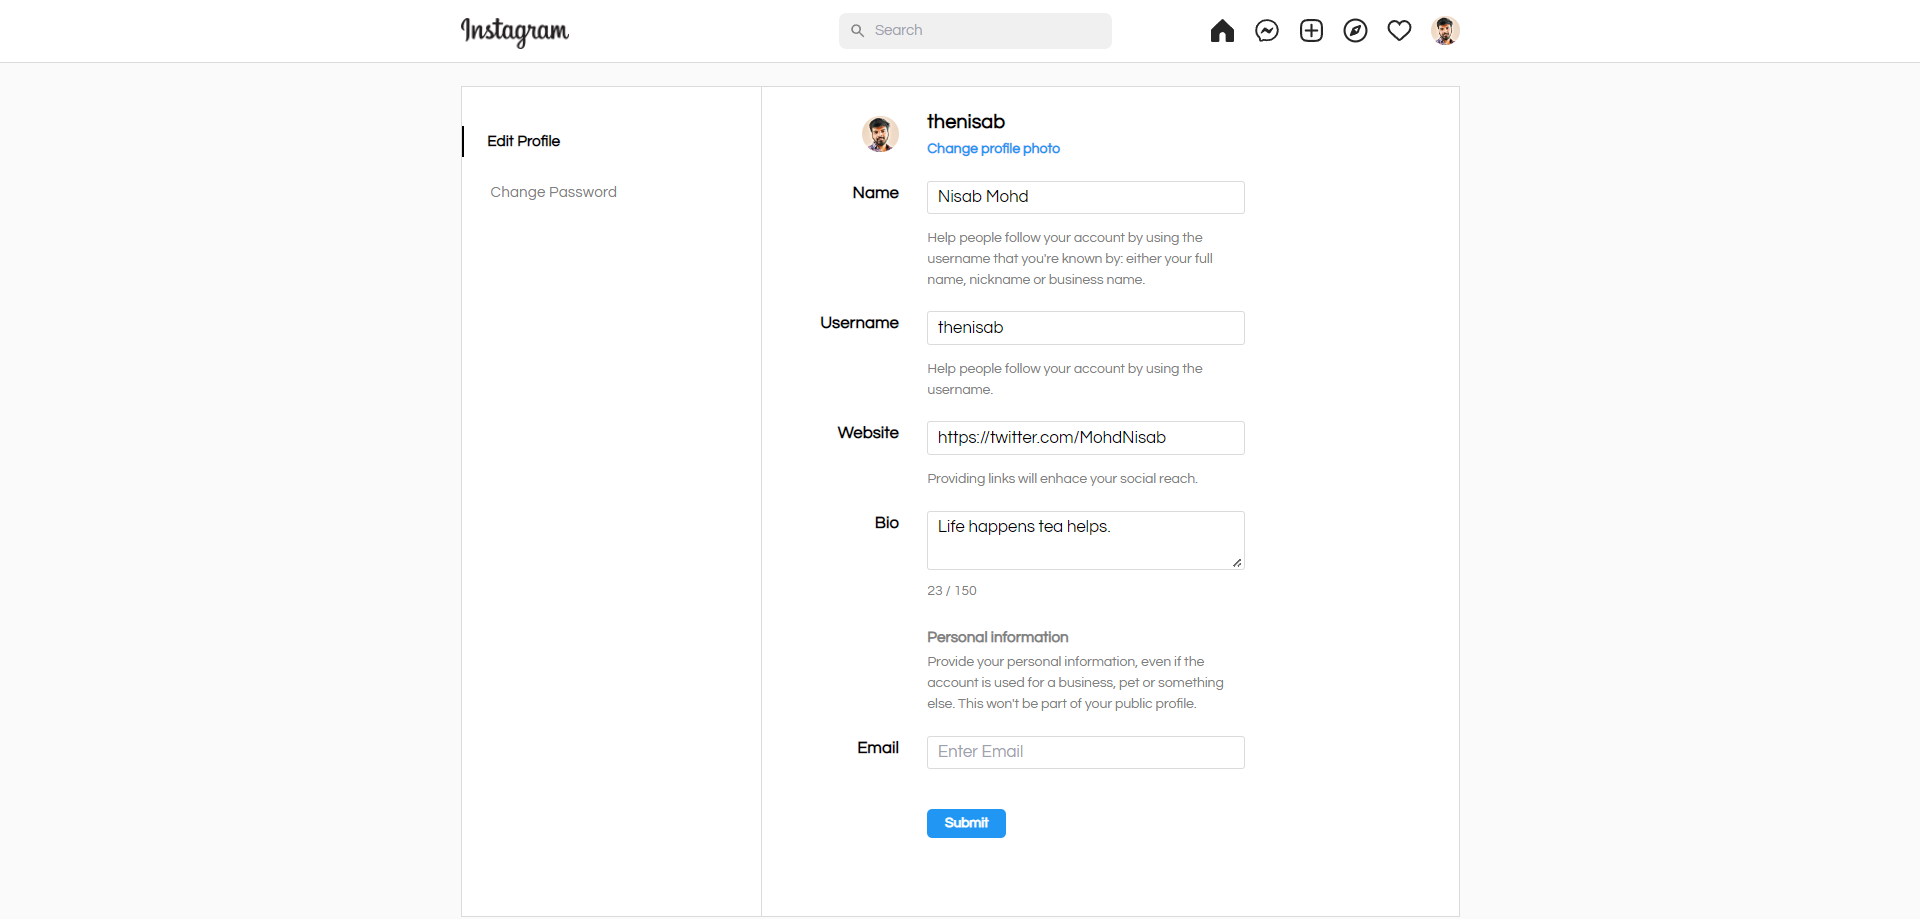 Instagram
Search
Edit Profile
Change Password
thenisab
Change profile photo
Name
Nisab Mohd
Help people follow your account by using the
username that you're known by: either your full
name, nickname or business name.
Username
thenisab
Help people follow your account by using the
username.
Website
https://twitter.com/MohdNisab
Providing links will enhace your social reach.
Bio
Life happens tea helps.
23 / 150
Personal information
Provide your personal information, even if the
account is used for a business, pet or something
else. This won't be part of your public profile.
Email
Enter Email
Submit